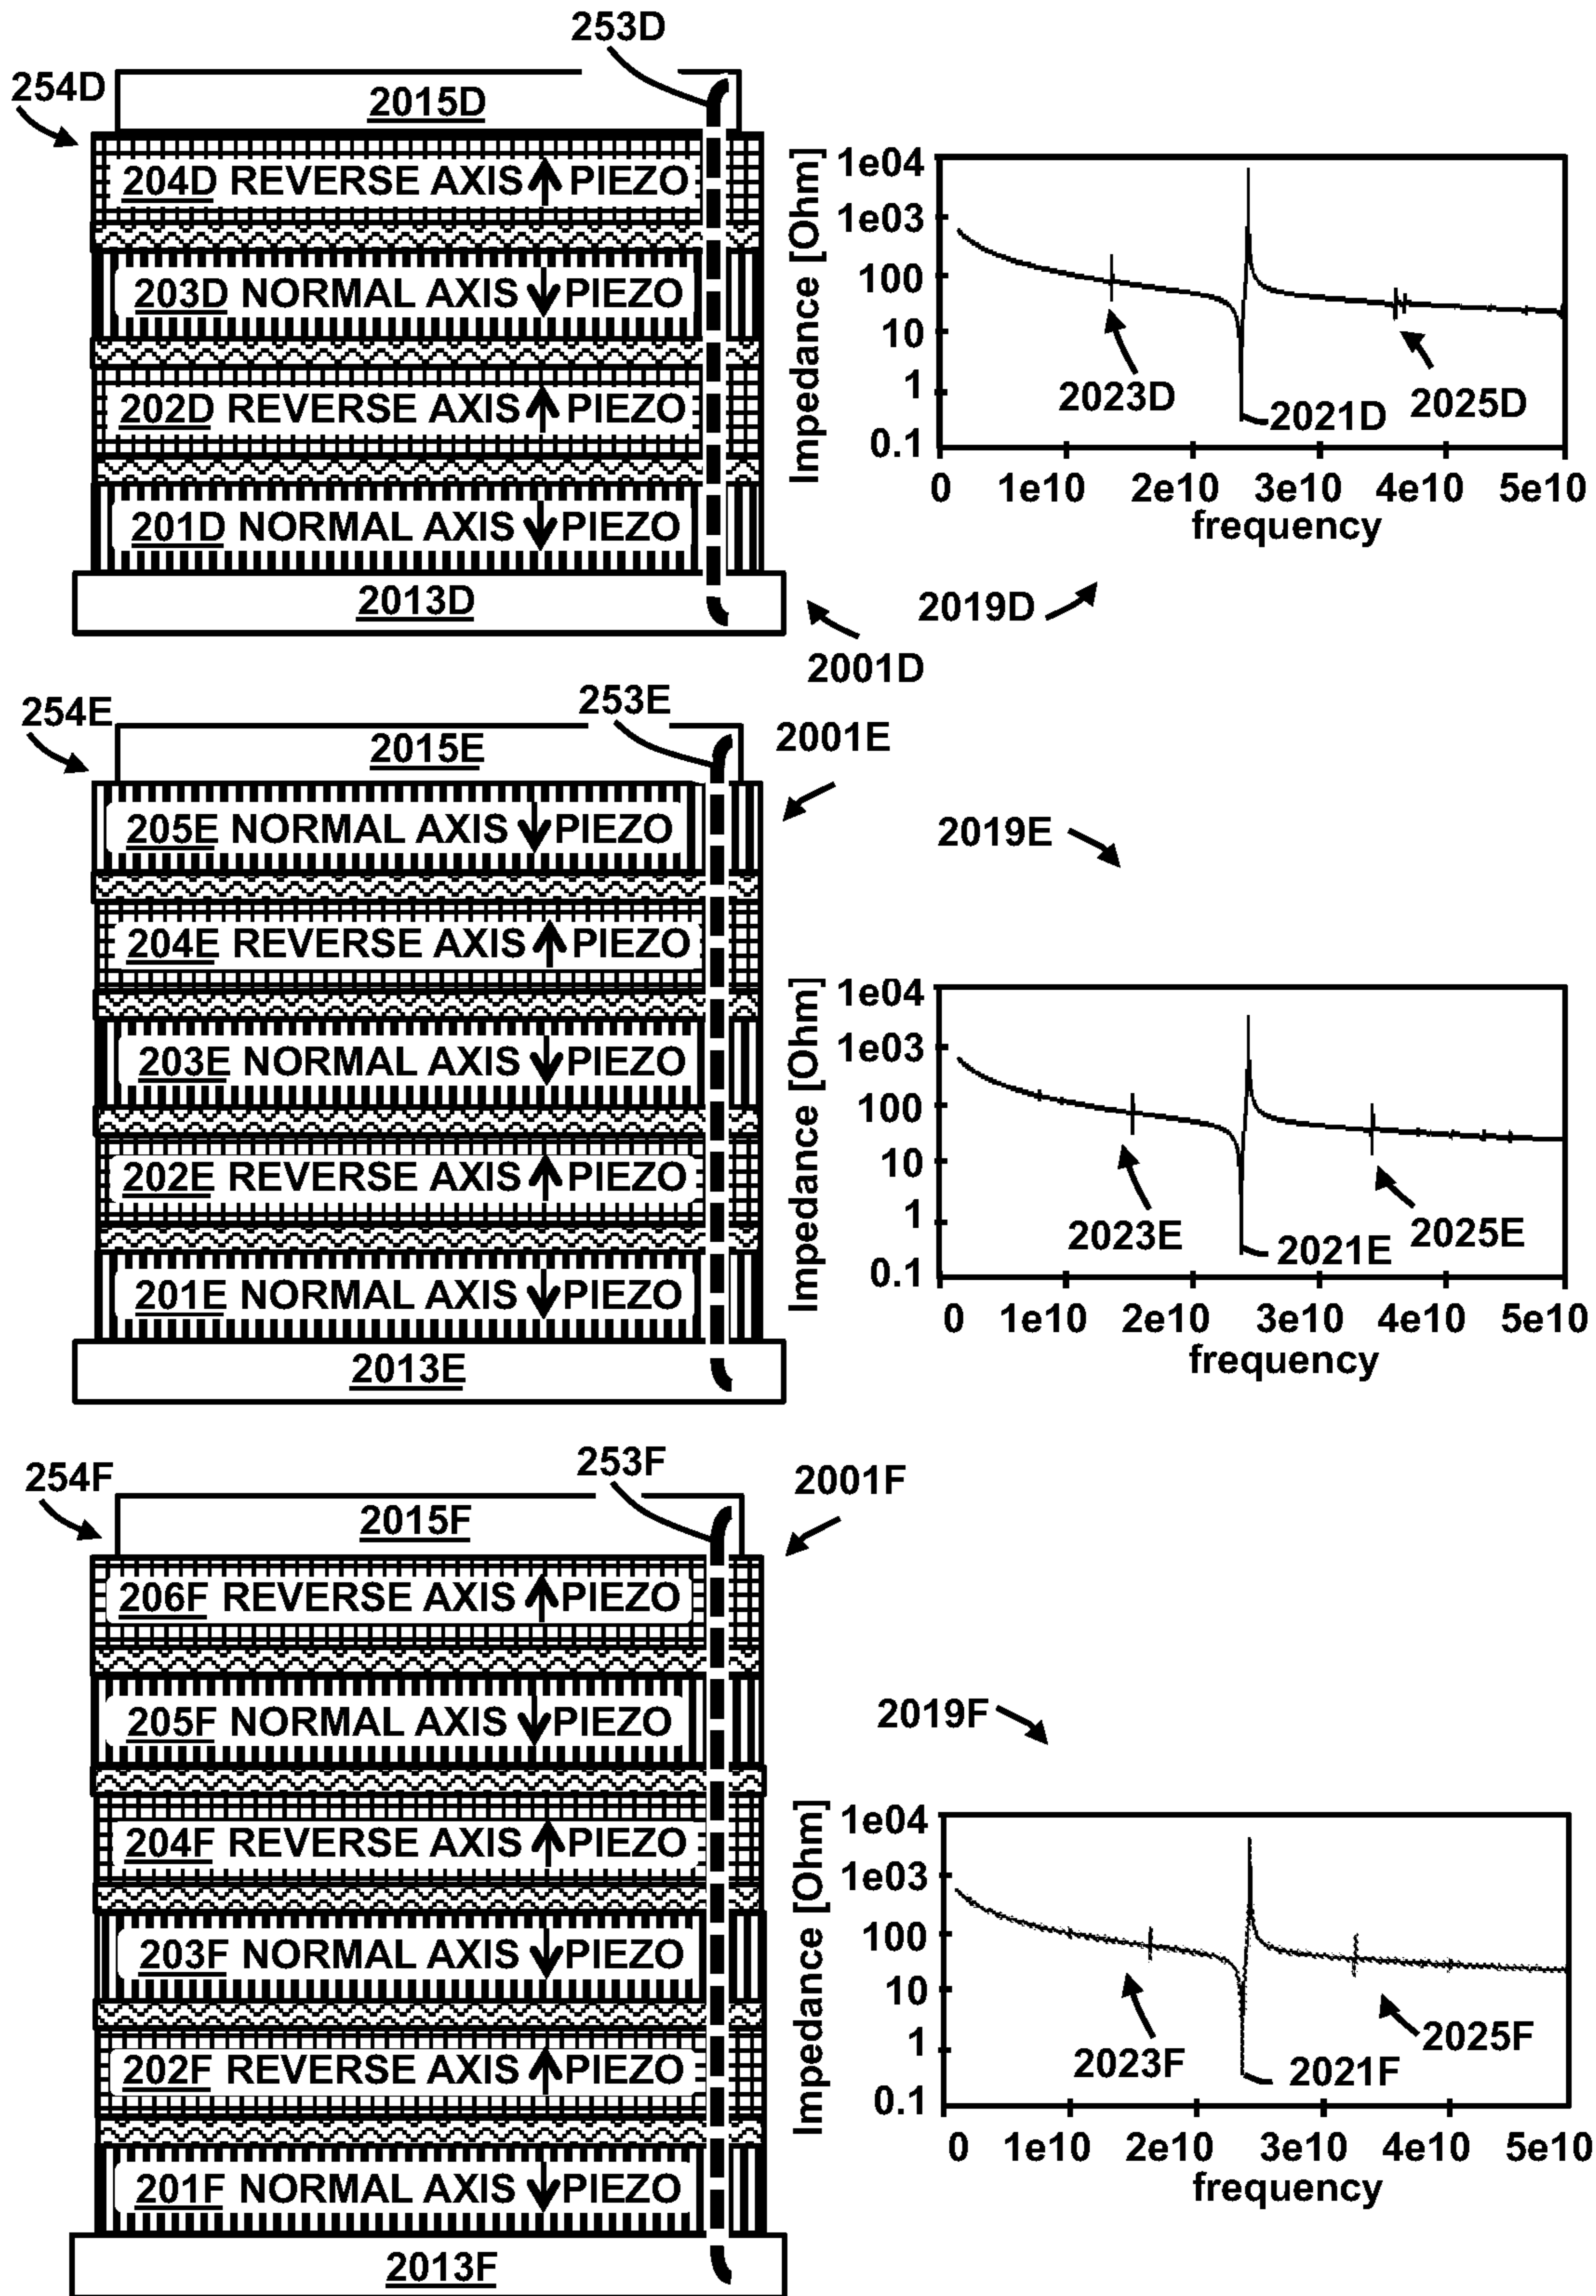 253D
254D
2015D
204D REVERSE AXIS ↑ PIEZO
203D NORMAL AXIS ↓ PIEZO
202D REVERSE AXIS ↑ PIEZO
201D NORMAL AXIS ↓ PIEZO
2013D
2001D
Impedance [Ohm]
1e04
1e03
100
10
1
0.1
2023D
2021D
2025D
0 1e10 2e10 3e10 4e10 5e10
frequency
2019D
253E
254E
2015E
2001E
205E NORMAL AXIS ↓ PIEZO
204E REVERSE AXIS ↑ PIEZO
203E NORMAL AXIS ↓ PIEZO
202E REVERSE AXIS ↑ PIEZO
201E NORMAL AXIS ↓ PIEZO
2013E
2019E
Impedance [Ohm]
1e04
1e03
100
10
1
0.1
2023E
2021E
2025E
0 1e10 2e10 3e10 4e10 5e10
frequency
253F
254F
2015F
2001F
206F REVERSE AXIS ↑ PIEZO
205F NORMAL AXIS ↓ PIEZO
204F REVERSE AXIS ↑ PIEZO
203F NORMAL AXIS ↓ PIEZO
202F REVERSE AXIS ↑ PIEZO
201F NORMAL AXIS ↓ PIEZO
2013F
2019F
Impedance [Ohm]
1e04
1e03
100
10
1
0.1
2023F
2021F
2025F
0 1e10 2e10 3e10 4e10 5e10
frequency